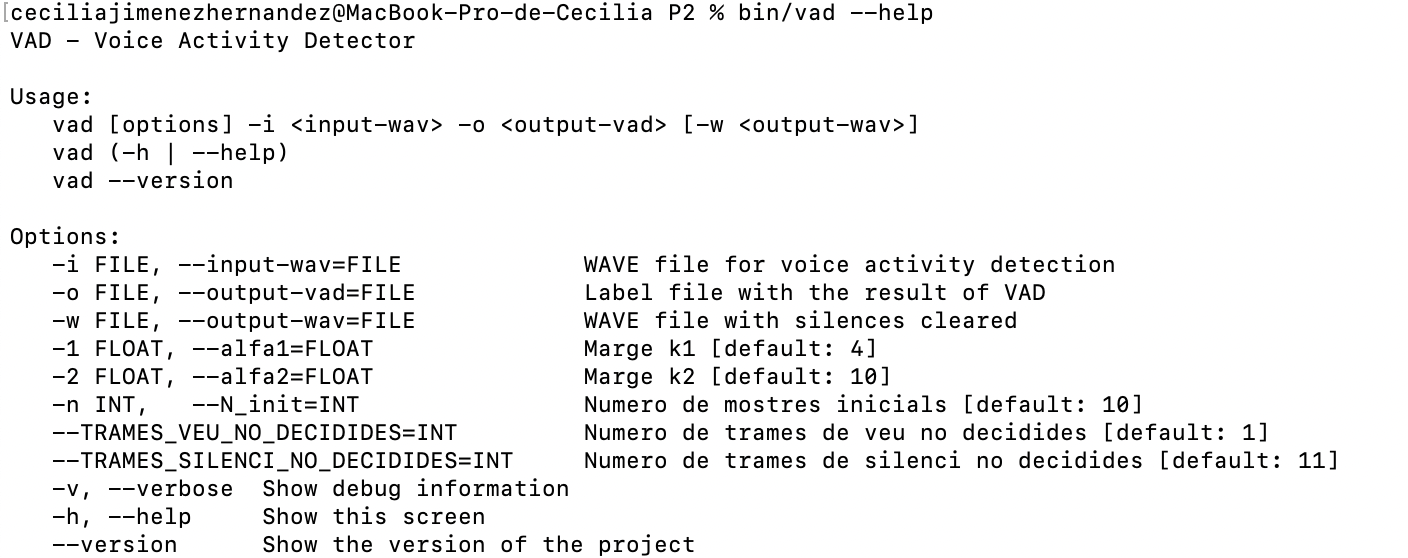 [ceciliajimenezhernandez@MacBook-Pro-de-Cecilia P2 % bin/vad --help
VAD - Voice Activity Detector

Usage:
   vad [options] -i <input-wav> -o <output-vad> [-w <output-wav>]
   vad (-h | --help)
   vad --version

Options:
   -i FILE, --input-wav=FILE             WAVE file for voice activity detection
   -o FILE, --output-vad=FILE            Label file with the result of VAD
   -w FILE, --output-wav=FILE            WAVE file with silences cleared
   -1 FLOAT, --alfa1=FLOAT               Marge k1 [default: 4]
   -2 FLOAT, --alfa2=FLOAT               Marge k2 [default: 10]
   -n INT,   --N_init=INT                Numero de mostres inicials [default: 10]
   --TRAMES_VEU_NO_DECIDIDES=INT         Numero de trames de veu no decidides [default: 1]
   --TRAMES_SILENCI_NO_DECIDIDES=INT     Numero de trames de silenci no decidides [default: 11]
   -v, --verbose  Show debug information
   -h, --help     Show this screen
   --version      Show the version of the project